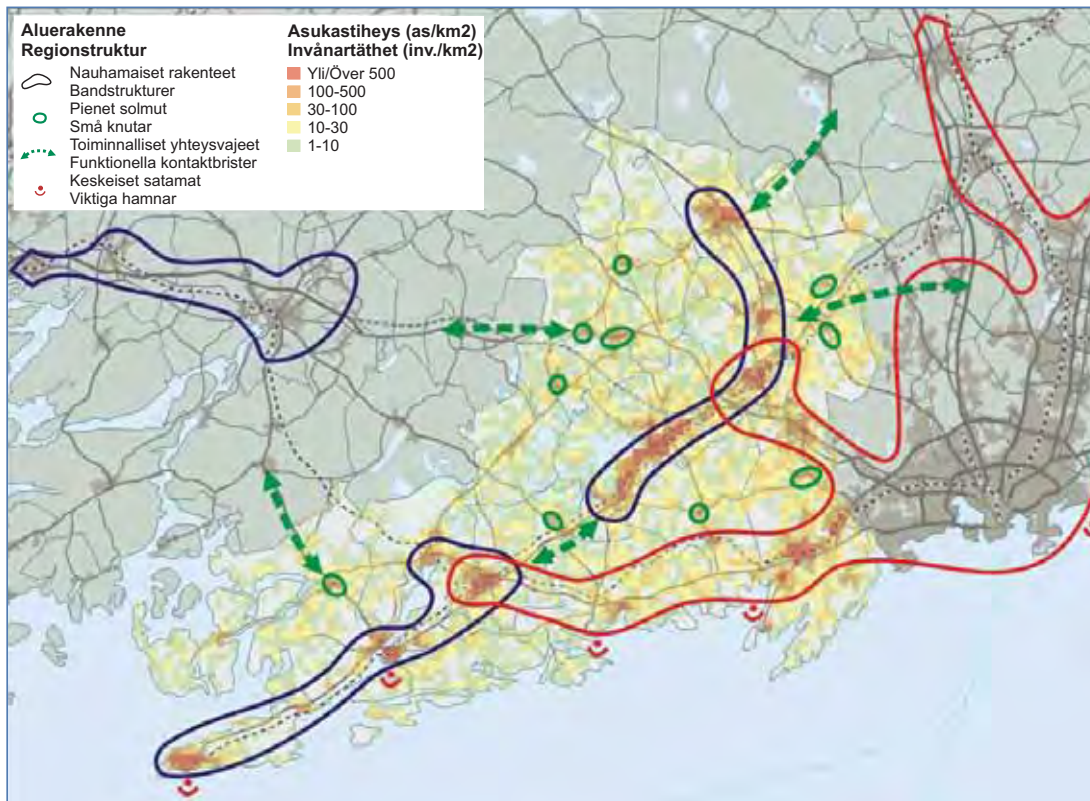 Aluerakenne
Regionstruktur
Nauhamaiset rakenteet
Bandstrukturer
Pienet solmut
Små knutar
Toiminnalliset yhteysvajeet
Funktionella kontaktbrister
Keskeiset satamat
Viktiga hamnar
Asukastiheys (as/km2)
Invånartäthet (inv./km2)
Yli/Över 500
100-500
30-100
10-30
1-10